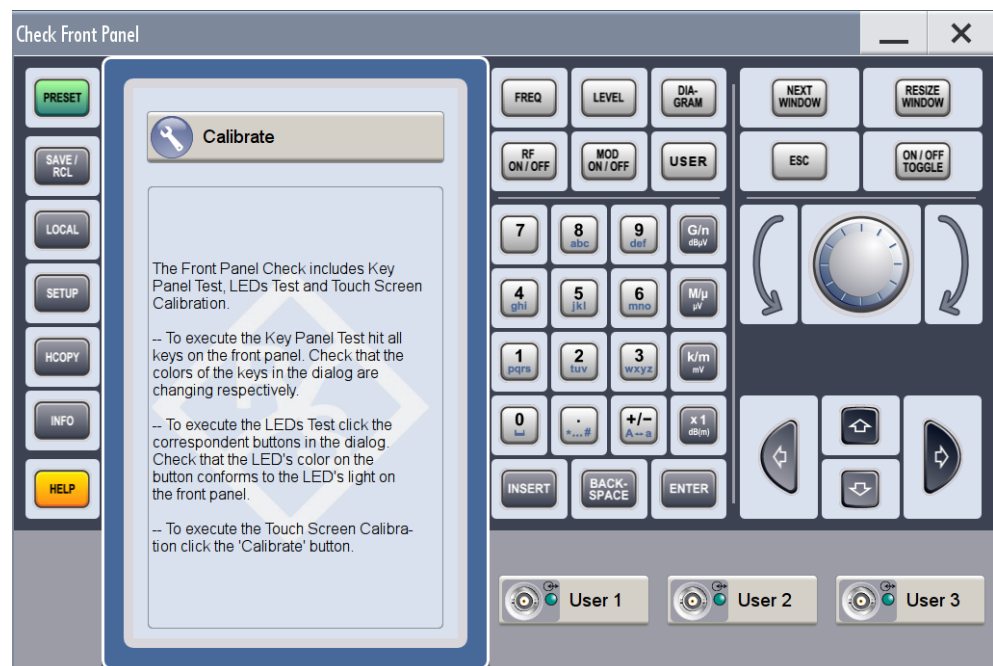 Check Front Panel
PRESET
SAVE /
RCL
LOCAL
SETUP
HCOPY
INFO
HELP
Calibrate
The Front Panel Check includes Key
Panel Test, LEDs Test and Touch Screen
Calibration.
-- To execute the Key Panel Test hit all
keys on the front panel. Check that the
colors of the keys in the dialog are
changing respectively.
-- To execute the LEDs Test click the
correspondent buttons in the dialog.
Check that the LED's color on the
button conforms to the LED's light on
the front panel.
-- To execute the Touch Screen Calibra-
tion click the 'Calibrate' button.
FREQ
LEVEL
DIA-
GRAM
RF
ON / OFF
MOD
ON / OFF
USER
7
8
abc
9
def
G/n
dBµV
4
ghi
5
jkl
6
mno
M/µ
µV
1
pqrs
2
tuv
3
wxyz
k/m
mV
0
.
*...#
+/-
A↔a
x 1
dB(m)
INSERT
BACK-
SPACE
ENTER
NEXT
WINDOW
RESIZE
WINDOW
ESC
ON / OFF
TOGGLE
User 1
User 2
User 3